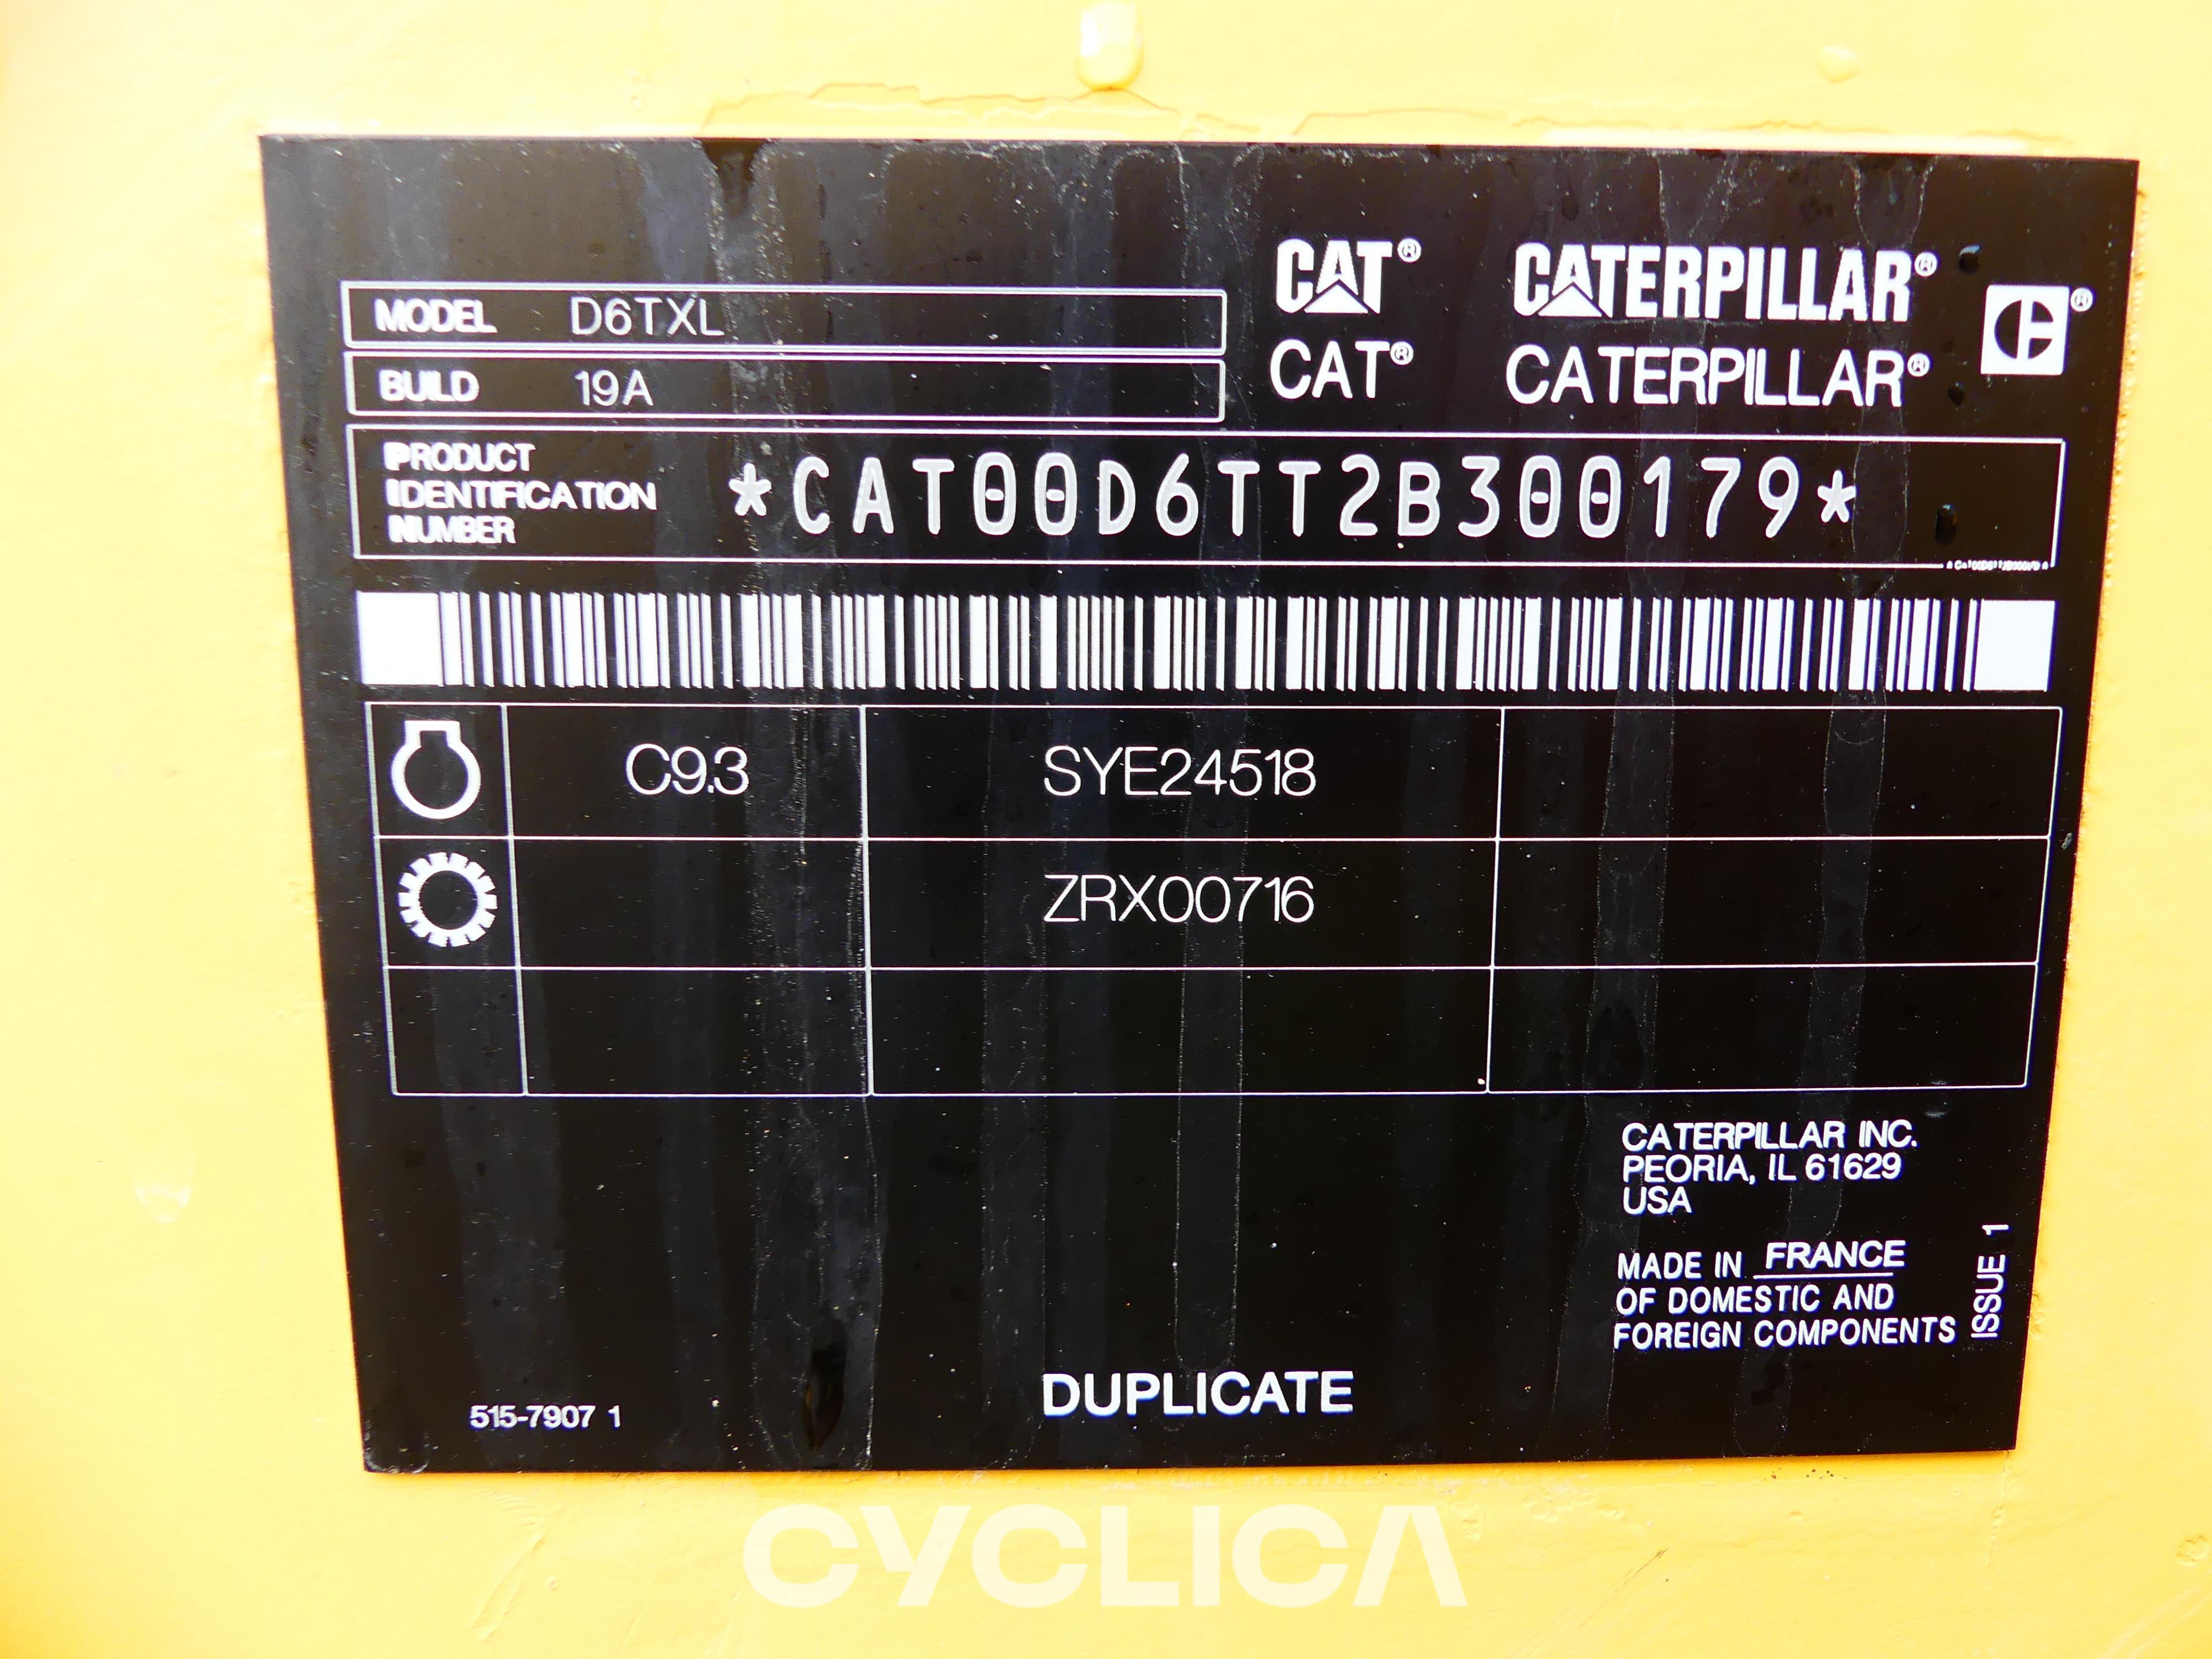 CAT® CATERPILLAR®
®
MODEL D6TXL
CAT® CATERPILLAR®
BUILD 19A
PRODUCT
IDENTIFICATION
NUMBER
*CAT00D6TT2B300179*
C9.3 SYE24518
ZRX00716
CATERPILLAR INC.
PEORIA, IL 61629
USA
MADE IN FRANCE
OF DOMESTIC AND
FOREIGN COMPONENTS
ISSUE 1
DUPLICATE
515-7907 1
CYCLICA